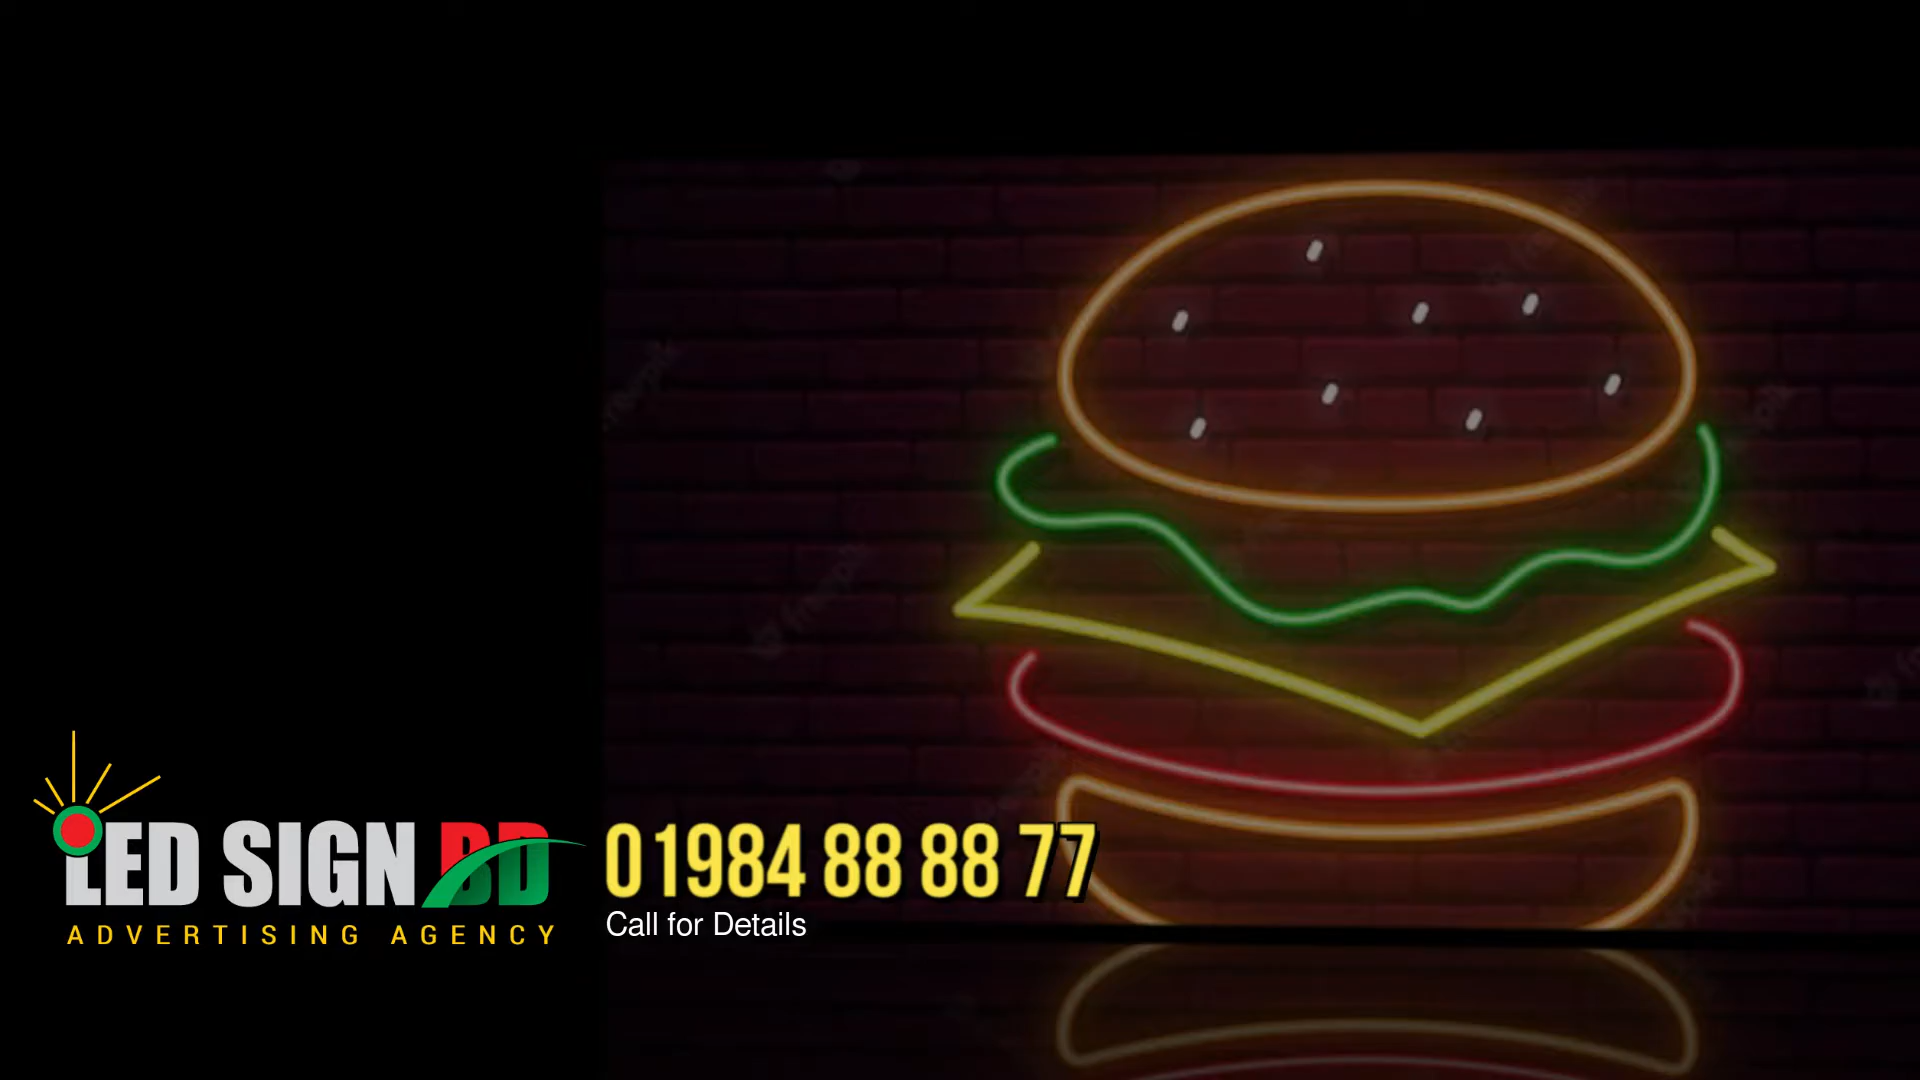 LED SIGN BD
ADVERTISING AGENCY
01984 88 88 77
Call for Details